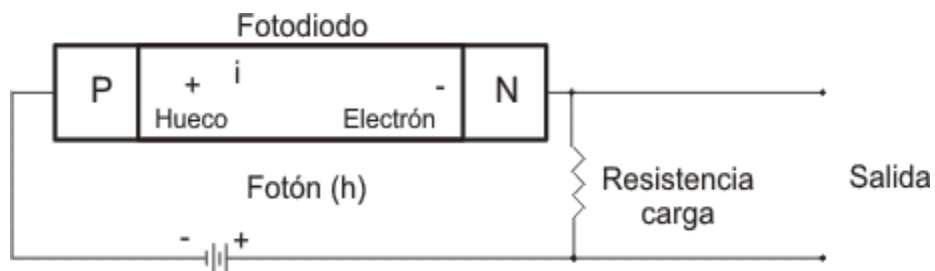 Fotodiodo
P + i - N
Hueco Electrón
Fotón (h)
Resistencia
carga
Salida
- +